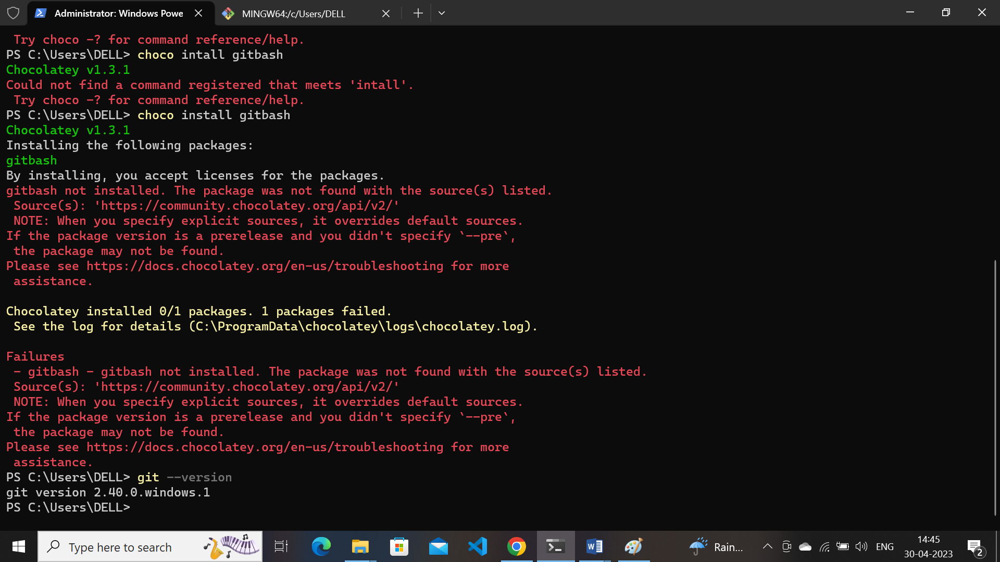 Administrator: Windows Powe
MINGW64:/c/Users/DELL
Try choco -? for command reference/help.
PS C:\Users\DELL> choco intall gitbash
Chocolatey v1.3.1
Could not find a command registered that meets 'intall'.
Try choco -? for command reference/help.
PS C:\Users\DELL> choco install gitbash
Chocolatey v1.3.1
Installing the following packages:
gitbash
By installing, you accept licenses for the packages.
gitbash not installed. The package was not found with the source(s) listed.
Source(s): 'https://community.chocolatey.org/api/v2/'
NOTE: When you specify explicit sources, it overrides default sources.
If the package version is a prerelease and you didn't specify `--pre`,
the package may not be found.
Please see https://docs.chocolatey.org/en-us/troubleshooting for more
assistance.
Chocolatey installed 0/1 packages. 1 packages failed.
See the log for details (C:\ProgramData\chocolatey\logs\chocolatey.log).
Failures
- gitbash - gitbash not installed. The package was not found with the source(s) listed.
Source(s): 'https://community.chocolatey.org/api/v2/'
NOTE: When you specify explicit sources, it overrides default sources.
If the package version is a prerelease and you didn't specify `--pre`,
the package may not be found.
Please see https://docs.chocolatey.org/en-us/troubleshooting for more
assistance.
PS C:\Users\DELL> git --version
git version 2.40.0.windows.1
PS C:\Users\DELL>
Type here to search
Rain...
ENG
14:45
30-04-2023
2